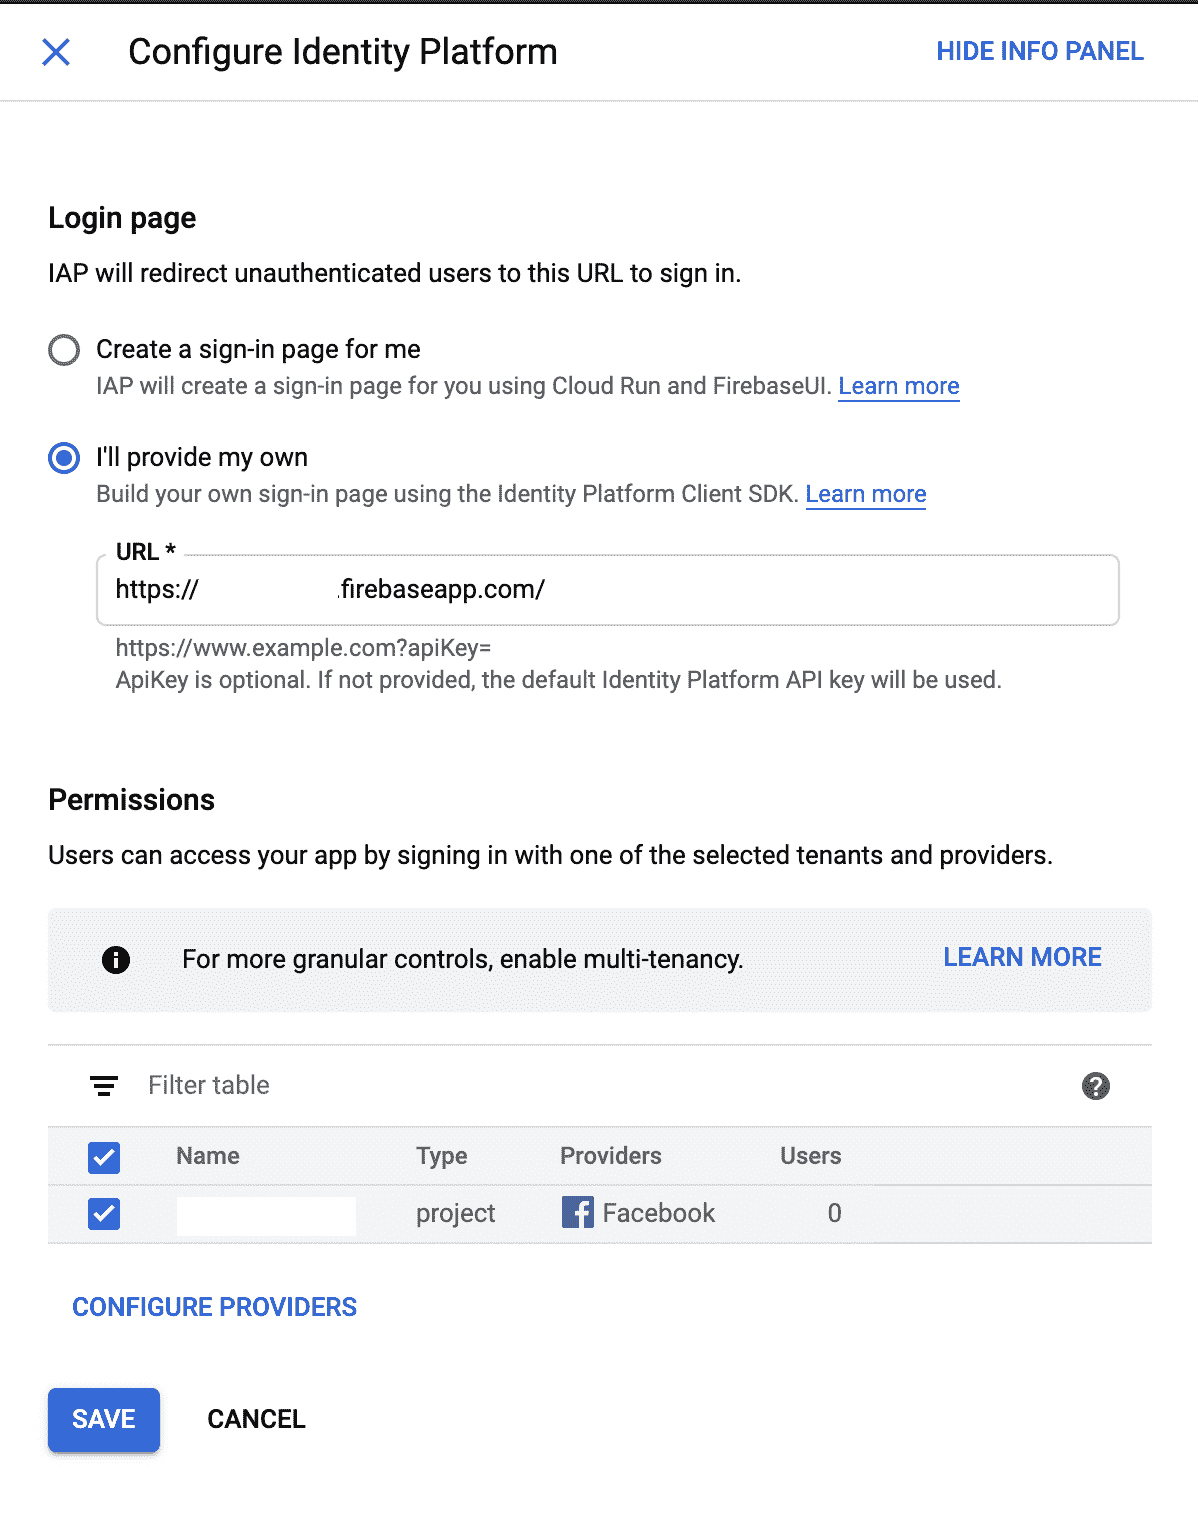 Configure Identity Platform
HIDE INFO PANEL
Login page
IAP will redirect unauthenticated users to this URL to sign in.
Create a sign-in page for me
IAP will create a sign-in page for you using Cloud Run and FirebaseUI. Learn more
I'll provide my own
Build your own sign-in page using the Identity Platform Client SDK. Learn more
URL *
https:// .firebaseapp.com/
https://www.example.com?apiKey=
ApiKey is optional. If not provided, the default Identity Platform API key will be used.
Permissions
Users can access your app by signing in with one of the selected tenants and providers.
For more granular controls, enable multi-tenancy.
LEARN MORE
Filter table
Name Type Providers Users
project Facebook 0
CONFIGURE PROVIDERS
SAVE CANCEL